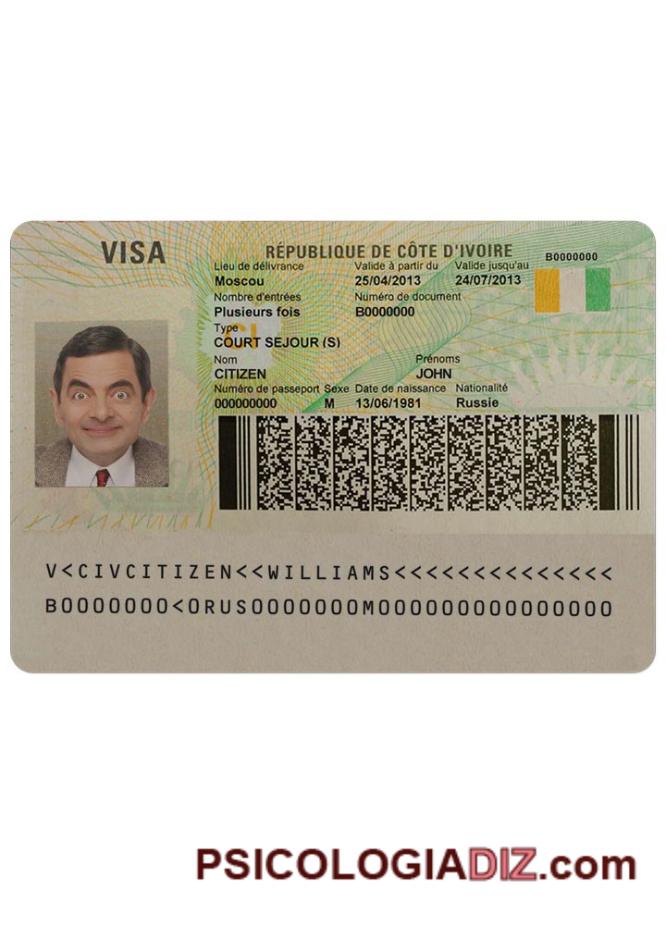 VISA
RÉPUBLIQUE DE CÔTE D'IVOIRE
B0000000
Lieu de délivrance Valide à partir du Valide jusqu'au
Moscou 25/04/2013 24/07/2013
Nombre d'entrées Numéro de document
Plusieurs fois B0000000
Type
COURT SEJOUR (S)
Nom Prénoms
CITIZEN JOHN
Numéro de passeport Sexe Date de naissance Nationalité
000000000 M 13/06/1981 Russie
V<CIVCITIZEN<<WILLIAMS<<<<<<<<<<<<<<<
B0000000<0RUS0000000M0000000000000000
PSICOLOGIADIZ.com